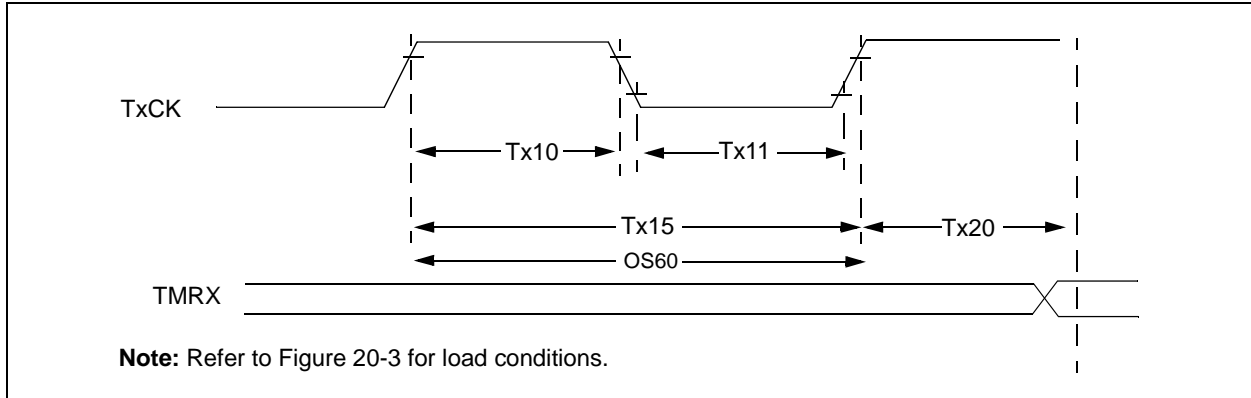 TxCK
Tx10
Tx11
Tx15
Tx20
OS60
TMRX
Note: Refer to Figure 20-3 for load conditions.